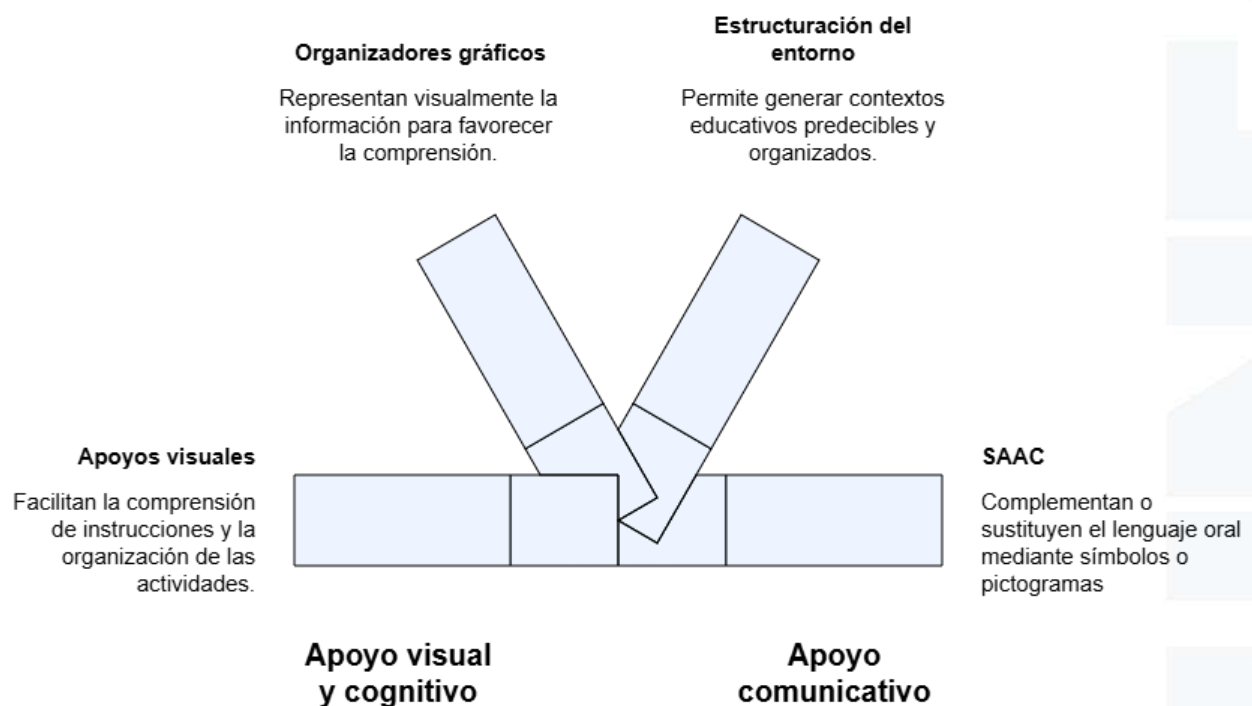 Organizadores gráficos
Representan visualmente la
información para favorecer
la comprensión.
Estructuración del
entorno
Permite generar contextos
educativos predecibles y
organizados.
Apoyos visuales
Facilitan la comprensión
de instrucciones y la
organización de las
actividades.
SAAC
Complementan o
sustituyen el lenguaje oral
mediante símbolos o
pictogramas
Apoyo visual
y cognitivo
Apoyo
comunicativo